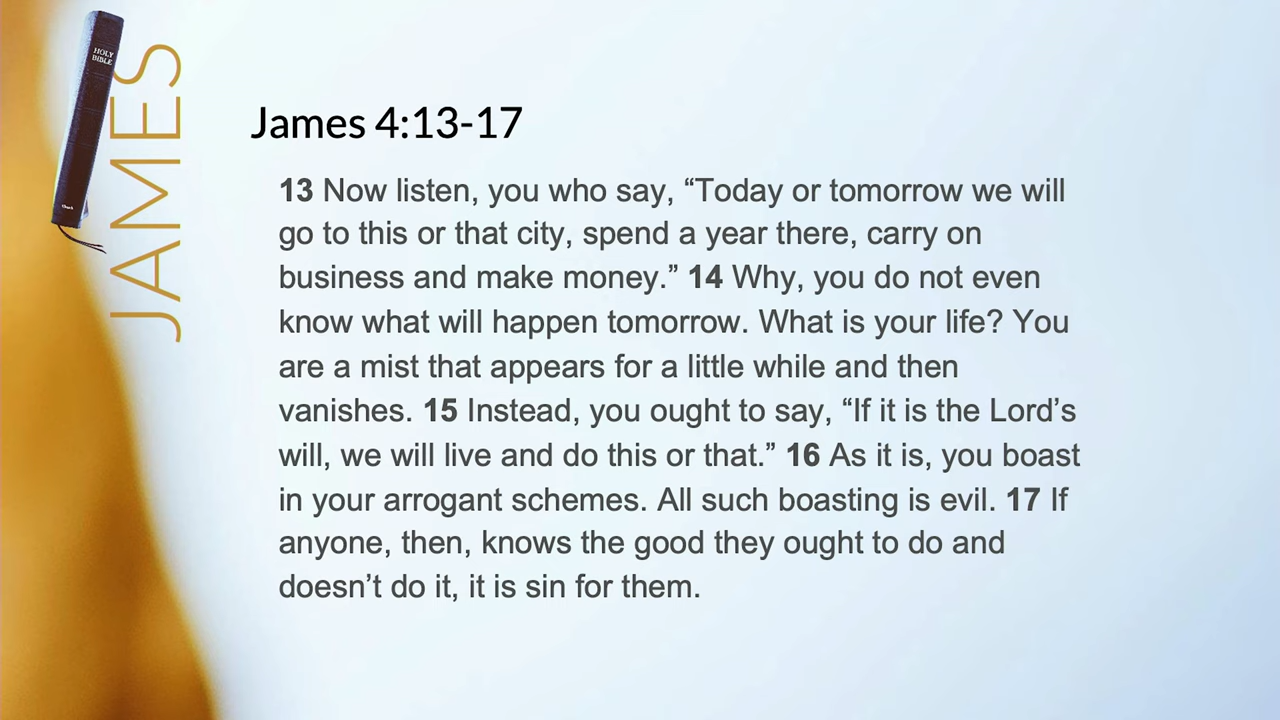 HOLY
BIBLE
JAMES
James 4:13-17
13 Now listen, you who say, “Today or tomorrow we will
go to this or that city, spend a year there, carry on
business and make money.” 14 Why, you do not even
know what will happen tomorrow. What is your life? You
are a mist that appears for a little while and then
vanishes. 15 Instead, you ought to say, “If it is the Lord’s
will, we will live and do this or that.” 16 As it is, you boast
in your arrogant schemes. All such boasting is evil. 17 If
anyone, then, knows the good they ought to do and
doesn’t do it, it is sin for them.